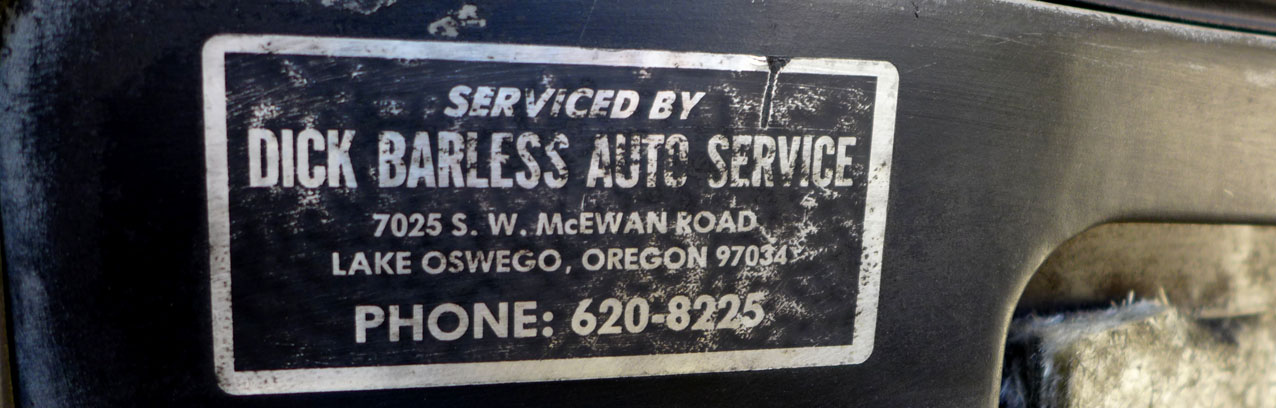 SERVICED BY
DICK BARLESS AUTO SERVICE
7025 S. W. McEWAN ROAD
LAKE OSWEGO, OREGON 97034
PHONE: 620-8225